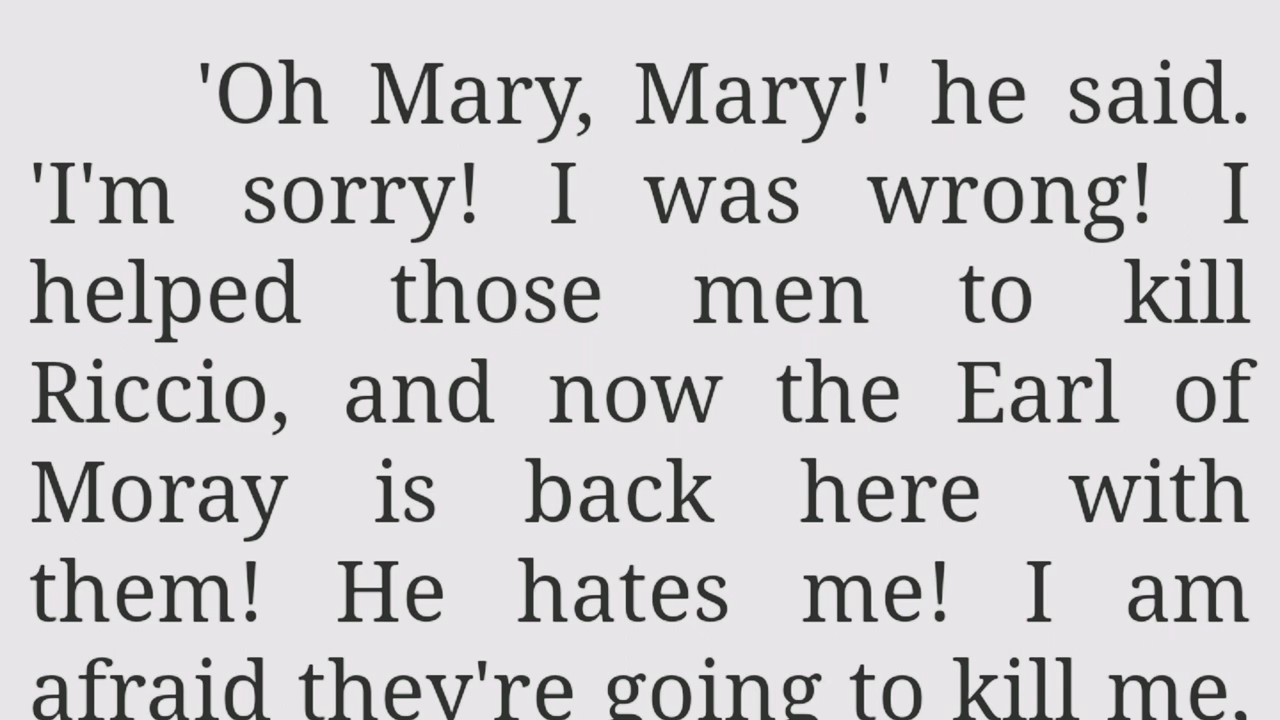 'Oh Mary, Mary!' he said.
'I'm sorry! I was wrong! I
helped those men to kill
Riccio, and now the Earl of
Moray is back here with
them! He hates me! I am
afraid they're going to kill me,